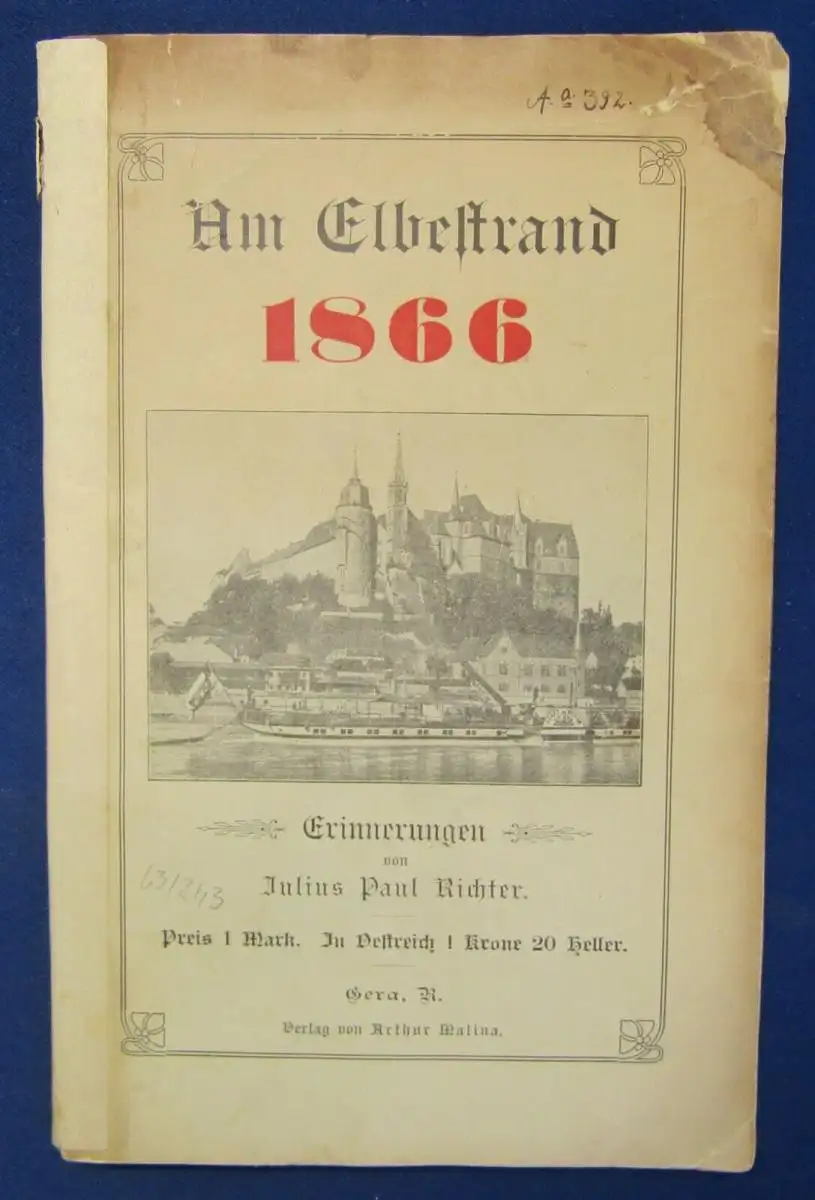 A. a. 392.
Am Elbestrand
1866
Erinnerungen
von
Julius Paul Richter.
63/243
Preis 1 Mark. In Oestreich 1 Krone 20 Heller.
Gera, R.
Verlag von Arthur Malina.